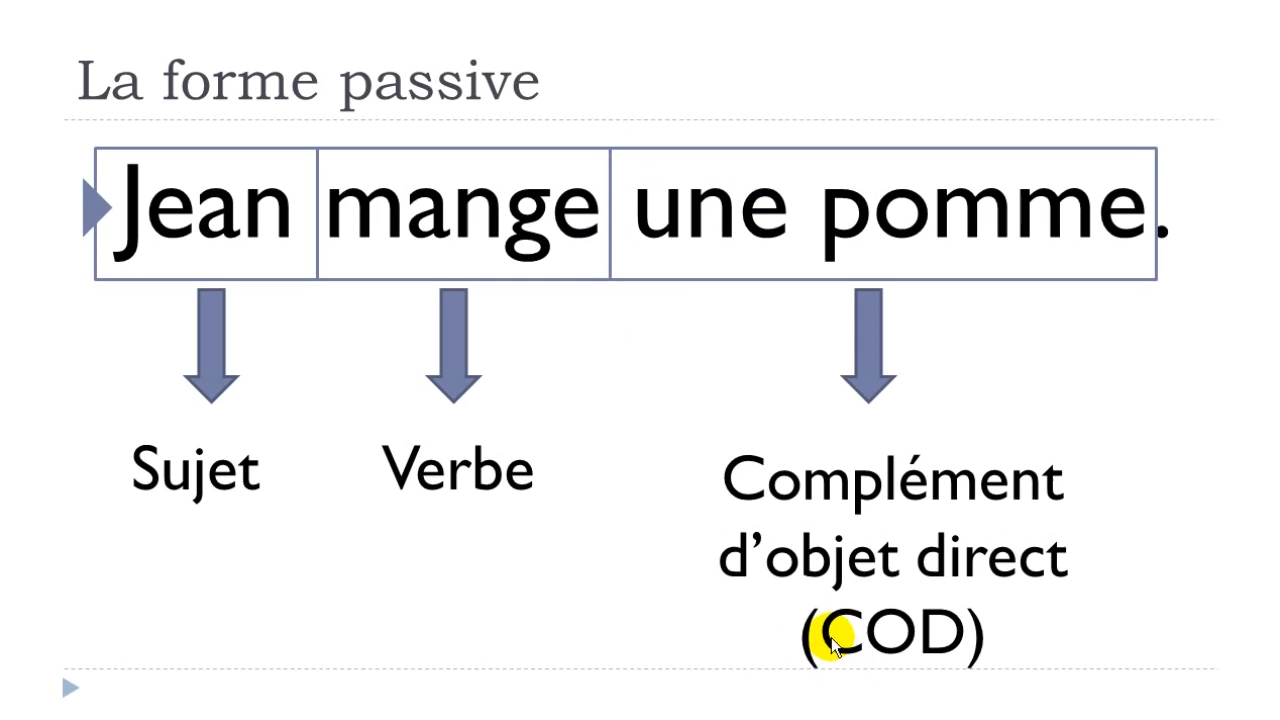 La forme passive
Jean mange une pomme.
Sujet
Verbe
Complément
d’objet direct
(COD)